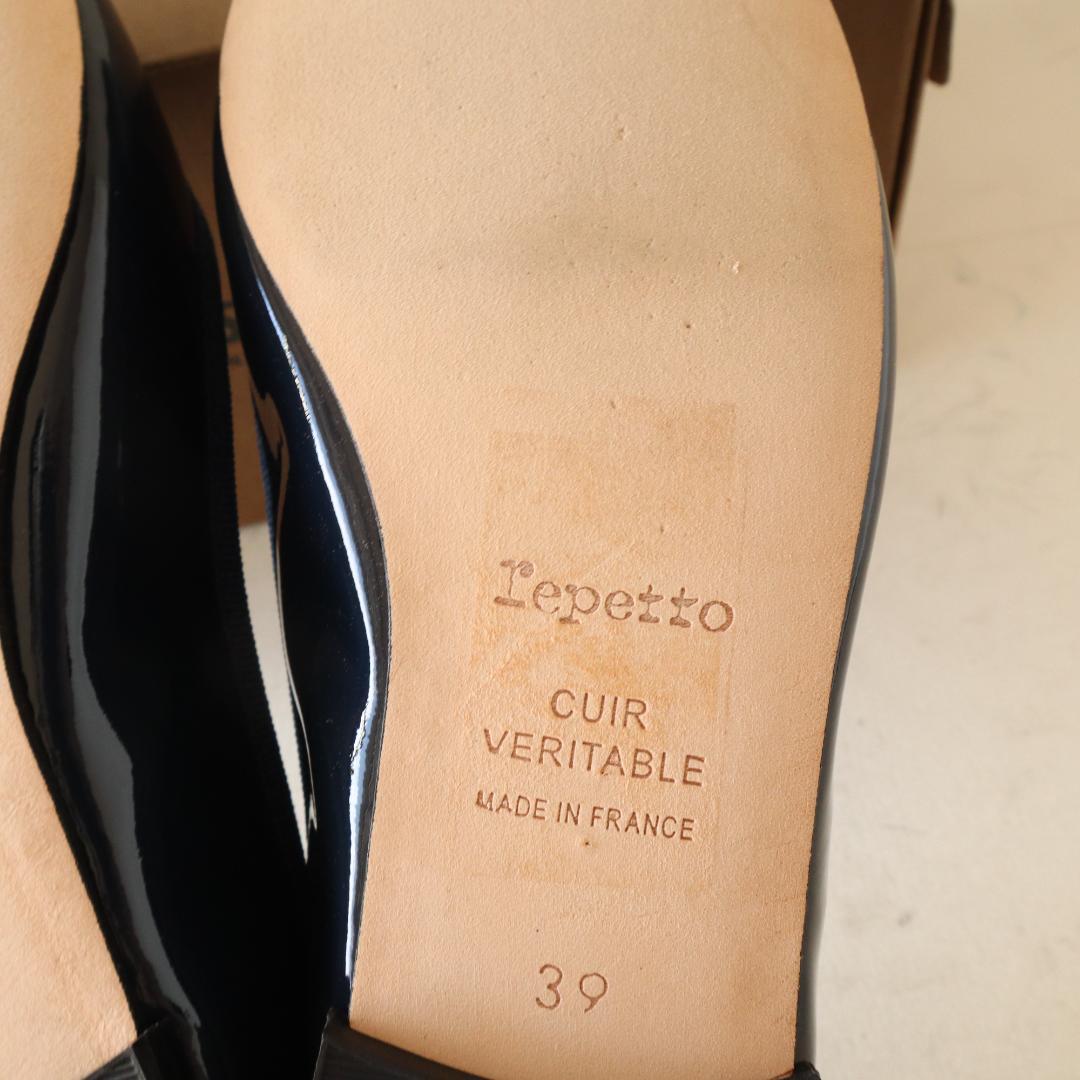 repetto
CUIR
VERITABLE
MADE IN FRANCE
39